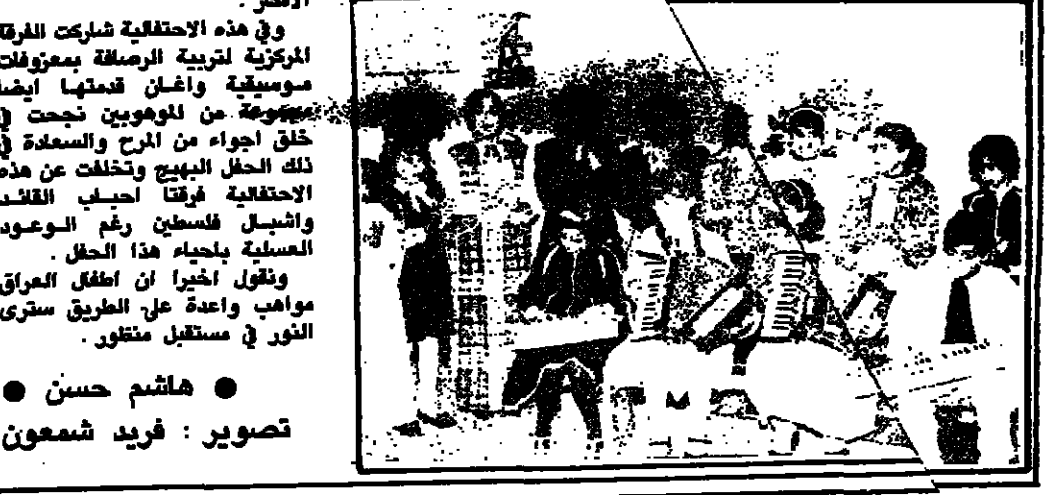 وفي هذه الاحتفالية شاركت الفرقة
المركزية لتربية الرصافة بمعزوفات
موسيقية واغان قدمتها ايضا
مجموعة من الموهوبين نجحت في
خلق اجواء من المرح والسعادة في
ذلك الحفل البهيج وتخلفت عن هذه
الاحتفالية فرقتا احباب القائد
واشبال فلسطين رغم الوعود
العسلية باحياء هذا الحفل .
ونقول اخيرا ان اطفال العراق
مواهب واعدة على الطريق سترى
النور في مستقبل منظور .
● هاشم حسن ●
تصوير : فريد شمعون